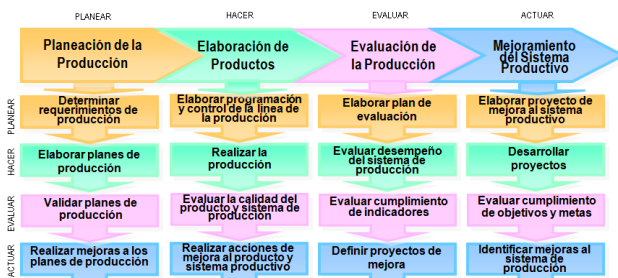 PLANEAR
HACER
EVALUAR
ACTUAR
Planeación de la
Producción
Elaboración de
Productos
Evaluación de
la Producción
Mejoramiento
del Sistema
Productivo
PLANEAR
Determinar
requerimientos de
producción
Elaborar programación
y control de la línea de
la producción
Elaborar plan de
evaluación
Elaborar proyecto de
mejora al sistema
productivo
HACER
Elaborar planes de
producción
Realizar la
producción
Evaluar desempeño
del sistema de
producción
Desarrollar
proyectos
EVALUAR
Validar planes de
producción
Evaluar la calidad del
producto y sistema de
producción
Evaluar cumplimiento
de indicadores
Evaluar cumplimiento
de objetivos y metas
ACTUAR
Realizar mejoras a los
planes de producción
Realizar acciones de
mejora al producto y
sistema productivo
Definir proyectos de
mejora
Identificar mejoras al
sistema de
producción